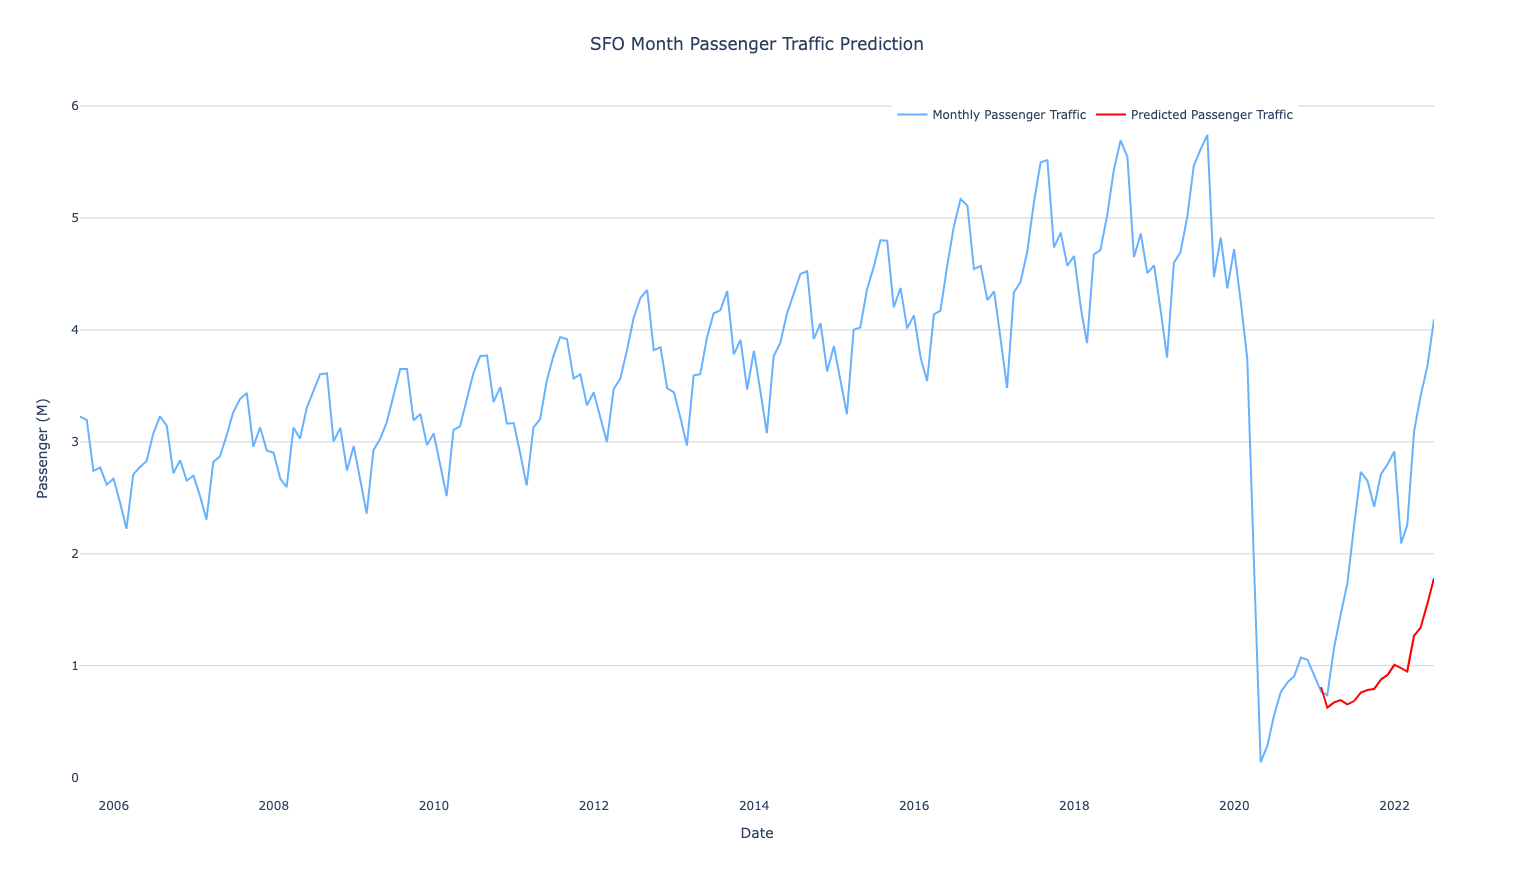 SFO Month Passenger Traffic Prediction
Monthly Passenger Traffic Predicted Passenger Traffic
Passenger (M)
6
5
4
3
2
1
0
2006 2008 2010 2012 2014 2016 2018 2020 2022
Date